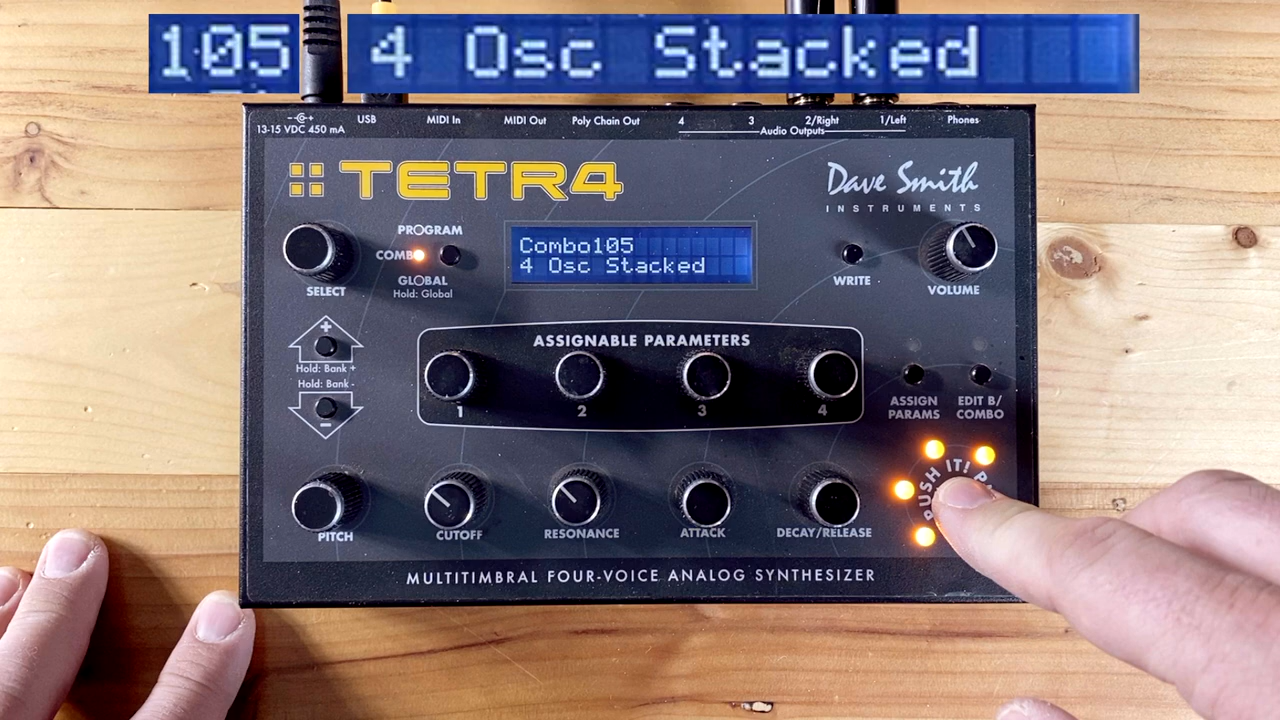 105 4 Osc Stacked
13-15 VDC 450 mA
USB
MIDI In
MIDI Out
Poly Chain Out
4
3
2/Right
1/Left
Phones
Audio Outputs
TETR4
Dave Smith
INSTRUMENTS
PROGRAM
COMBO
GLOBAL
Hold: Global
SELECT
Combo105
4 Osc Stacked
WRITE
VOLUME
+
Hold: Bank +
Hold: Bank -
-
ASSIGNABLE PARAMETERS
1
2
3
4
ASSIGN
PARAMS
EDIT B/
COMBO
PUSH IT!
PITCH
CUTOFF
RESONANCE
ATTACK
DECAY/RELEASE
MULTITIMBRAL FOUR-VOICE ANALOG SYNTHESIZER